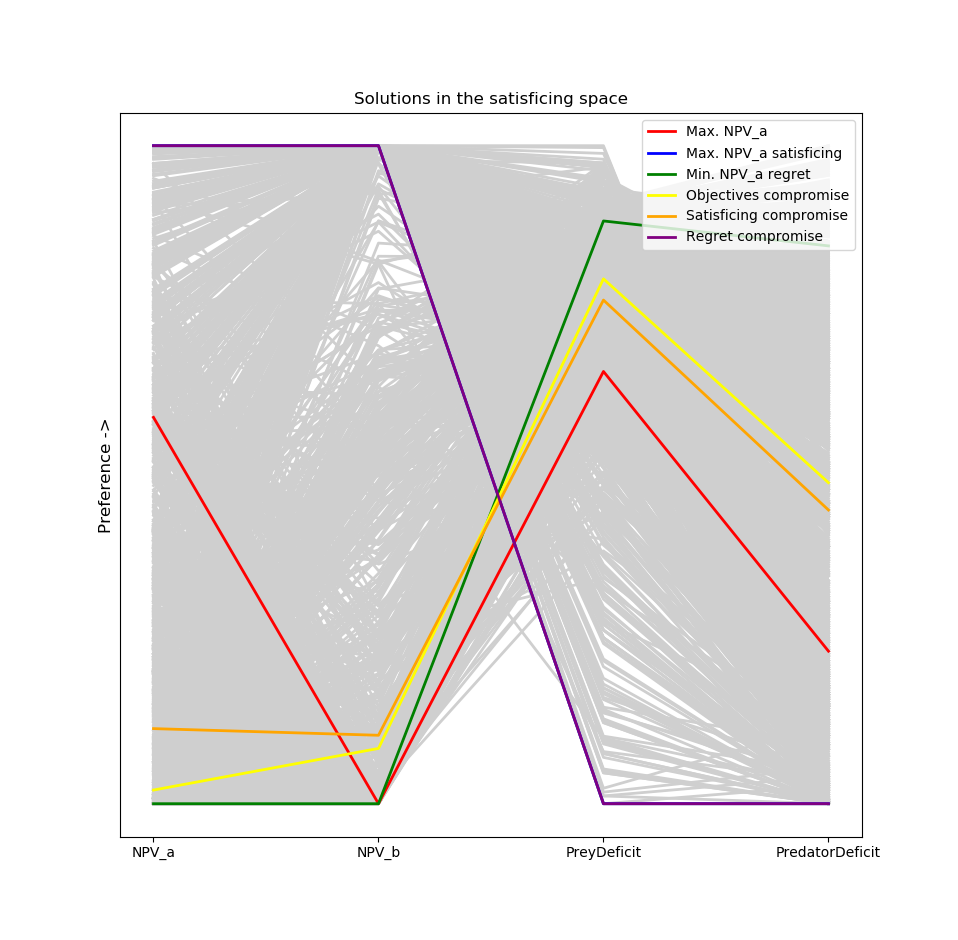 Solutions in the satisficing space
Max. NPV_a
Max. NPV_a satisficing
Min. NPV_a regret
Objectives compromise
Satisficing compromise
Regret compromise
Preference ->
NPV_a
NPV_b
PreyDeficit
PredatorDeficit